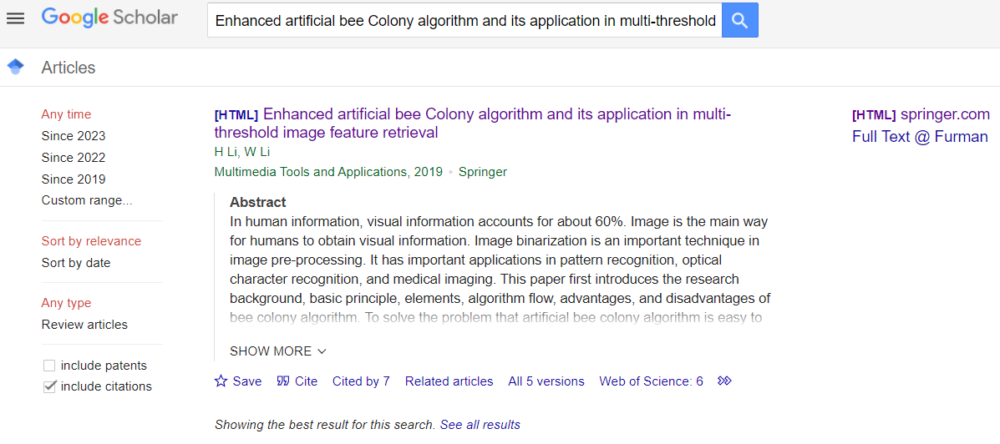 Google Scholar
Enhanced artificial bee Colony algorithm and its application in multi-threshold
Articles
Any time
Since 2023
Since 2022
Since 2019
Custom range...
Sort by relevance
Sort by date
Any type
Review articles
include patents
include citations
[HTML] Enhanced artificial bee Colony algorithm and its application in multi-
threshold image feature retrieval
H Li, W Li
Multimedia Tools and Applications, 2019 • Springer
Abstract
In human information, visual information accounts for about 60%. Image is the main way
for humans to obtain visual information. Image binarization is an important technique in
image pre-processing. It has important applications in pattern recognition, optical
character recognition, and medical imaging. This paper first introduces the research
background, basic principle, elements, algorithm flow, advantages, and disadvantages of
bee colony algorithm. To solve the problem that artificial bee colony algorithm is easy to
SHOW MORE
Save Cite Cited by 7 Related articles All 5 versions Web of Science: 6
Showing the best result for this search. See all results
[HTML] springer.com
Full Text @ Furman